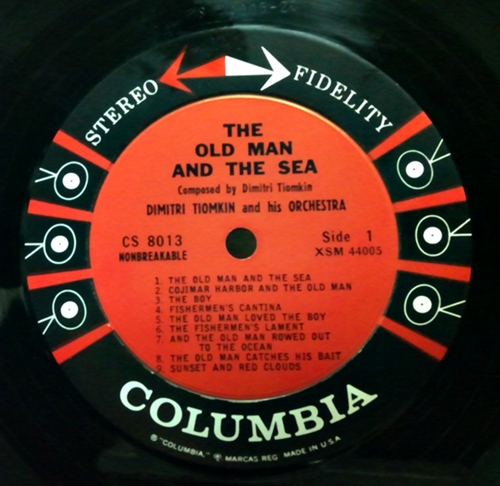 STEREO FIDELITY
THE
OLD MAN
AND THE SEA
Composed by Dimitri Tiomkin
DIMITRI TIOMKIN and his ORCHESTRA
CS 8013
NONBREAKABLE
Side 1
XSM 44005
1. THE OLD MAN AND THE SEA
2. COJIMAR HARBOR AND THE OLD MAN
3. THE BOY
4. FISHERMEN'S CANTINA
5. THE OLD MAN LOVED THE BOY
6. THE FISHERMEN'S LAMENT
7. AND THE OLD MAN ROWED OUT
TO THE OCEAN
8. THE OLD MAN CATCHES HIS BAIT
9. SUNSET AND RED CLOUDS
COLUMBIA
® "COLUMBIA," MARCAS REG. MADE IN U.S.A